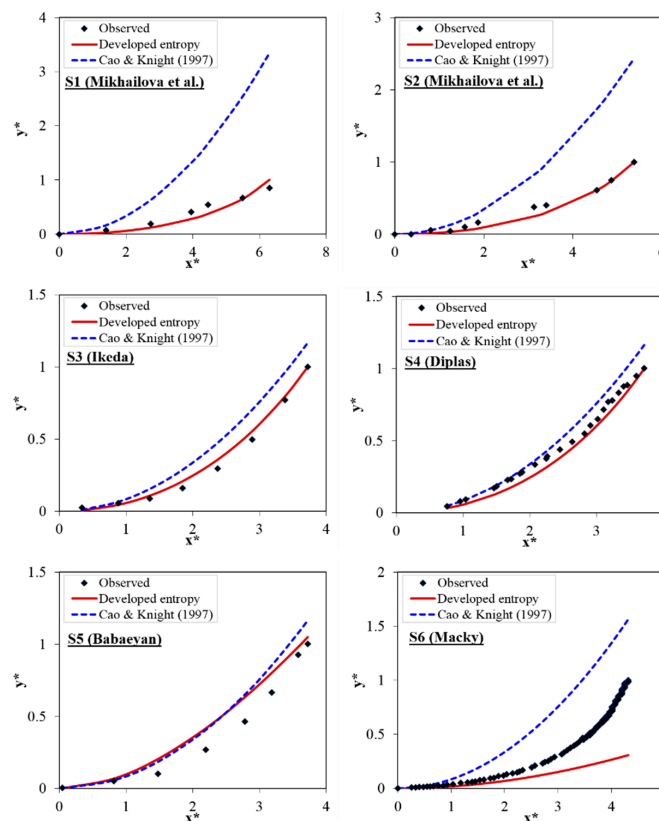 Observed
Developed entropy
Cao & Knight (1997)
S1 (Mikhailova et al.)
y*
4
3
2
1
0
0 2 4 6 8
x*
Observed
Developed entropy
Cao & Knight (1997)
S2 (Mikhailova et al.)
y*
3
2
1
0
0 2 4 6
x*
Observed
Developed entropy
Cao & Knight (1997)
S3 (Ikeda)
y*
1.5
1
0.5
0
0 1 2 3 4
x*
Observed
Developed entropy
Cao & Knight (1997)
S4 (Diplas)
y*
1.5
1
0.5
0
0 1 2 3
x*
Observed
Developed entropy
Cao & Knight (1997)
S5 (Babaeyan)
y*
1.5
1
0.5
0
0 1 2 3 4
x*
Observed
Developed entropy
Cao & Knight (1997)
S6 (Macky)
y*
2
1.5
1
0.5
0
0 1 2 3 4
x*